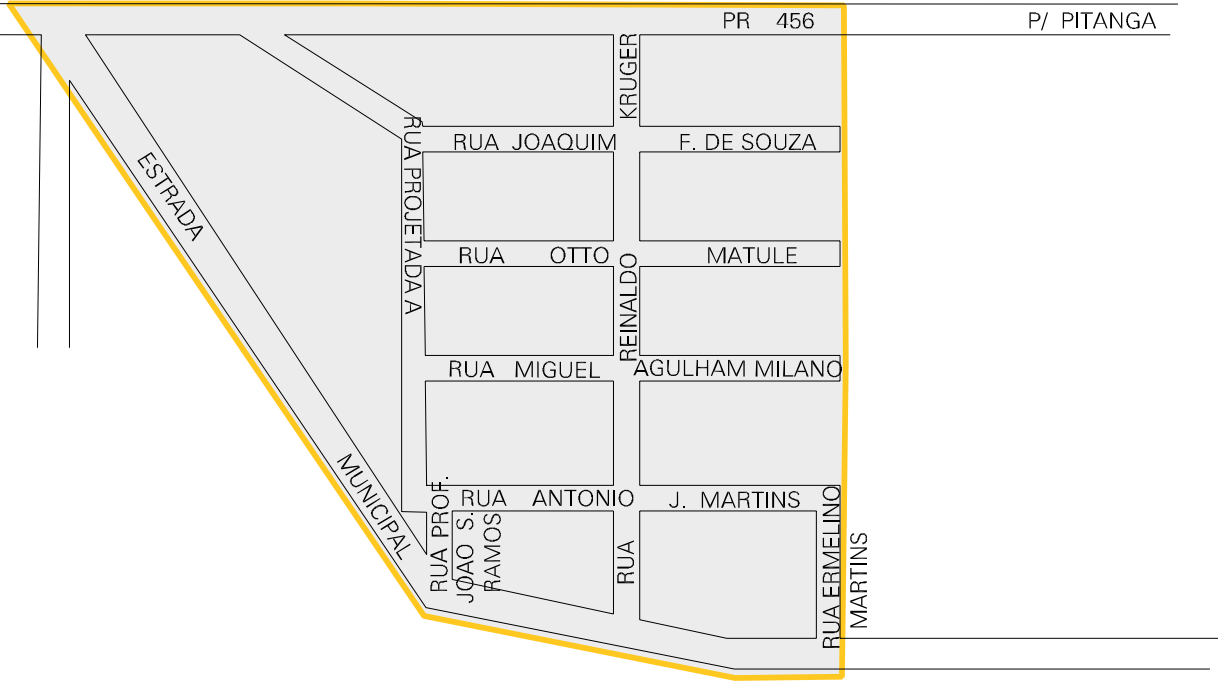 PR 456
P/ PITANGA
KRUGER
RUA JOAQUIM F. DE SOUZA
RUA PROJETADA A
ESTRADA
RUA OTTO MATULE
REINALDO
RUA MIGUEL AGULHAM MILANO
MUNICIPAL
RUA ANTONIO J. MARTINS
RUA PROF.
JOAO S.
RAMOS
RUA
RUA ERMELINO
MARTINS